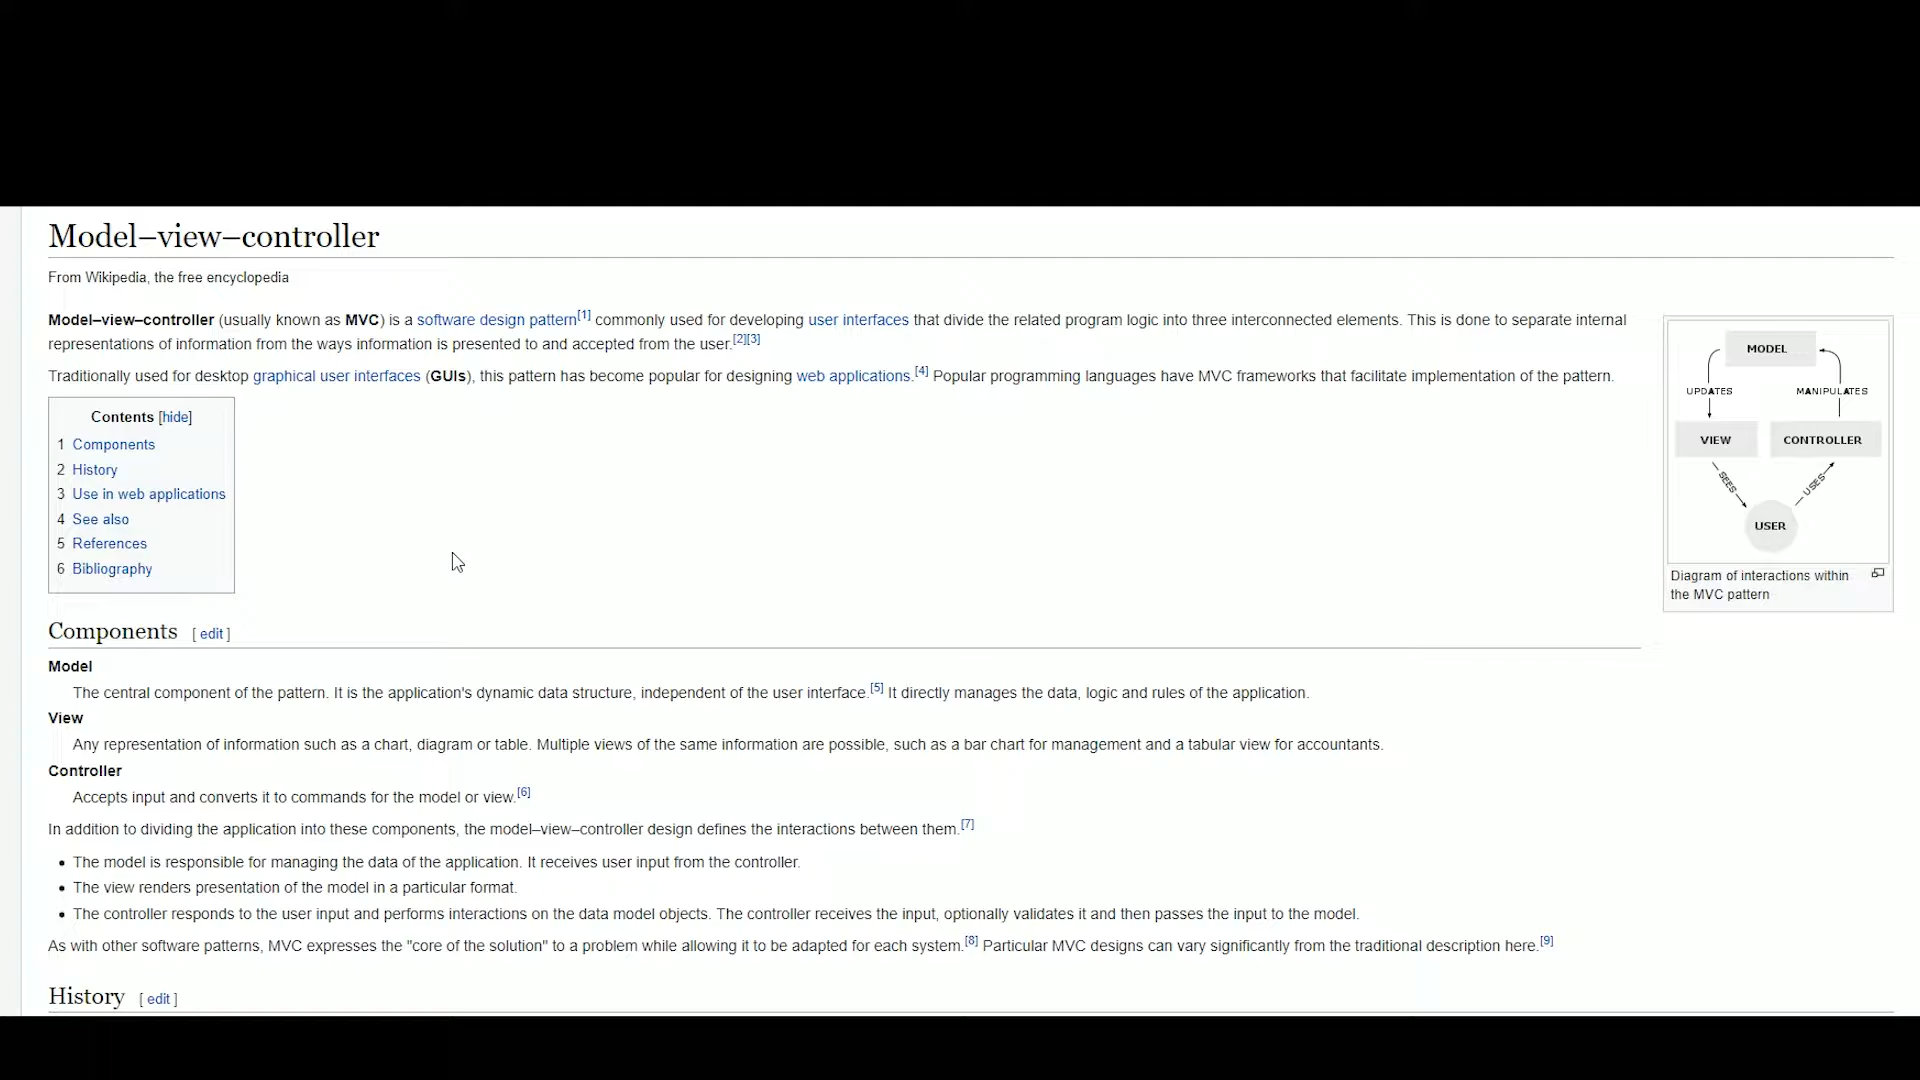 Model–view–controller
From Wikipedia, the free encyclopedia
Model–view–controller (usually known as MVC) is a software design pattern[1] commonly used for developing user interfaces that divide the related program logic into three interconnected elements. This is done to separate internal
representations of information from the ways information is presented to and accepted from the user.[2][3]
Traditionally used for desktop graphical user interfaces (GUIs), this pattern has become popular for designing web applications.[4] Popular programming languages have MVC frameworks that facilitate implementation of the pattern.
Contents [hide]
1 Components
2 History
3 Use in web applications
4 See also
5 References
6 Bibliography
MODEL
UPDATES
MANIPULATES
VIEW
CONTROLLER
SEES
USES
USER
Diagram of interactions within
the MVC pattern
Components [ edit ]
Model
The central component of the pattern. It is the application's dynamic data structure, independent of the user interface.[5] It directly manages the data, logic and rules of the application.
View
Any representation of information such as a chart, diagram or table. Multiple views of the same information are possible, such as a bar chart for management and a tabular view for accountants.
Controller
Accepts input and converts it to commands for the model or view.[6]
In addition to dividing the application into these components, the model–view–controller design defines the interactions between them.[7]
• The model is responsible for managing the data of the application. It receives user input from the controller.
• The view renders presentation of the model in a particular format.
• The controller responds to the user input and performs interactions on the data model objects. The controller receives the input, optionally validates it and then passes the input to the model.
As with other software patterns, MVC expresses the "core of the solution" to a problem while allowing it to be adapted for each system.[8] Particular MVC designs can vary significantly from the traditional description here.[9]
History [ edit ]